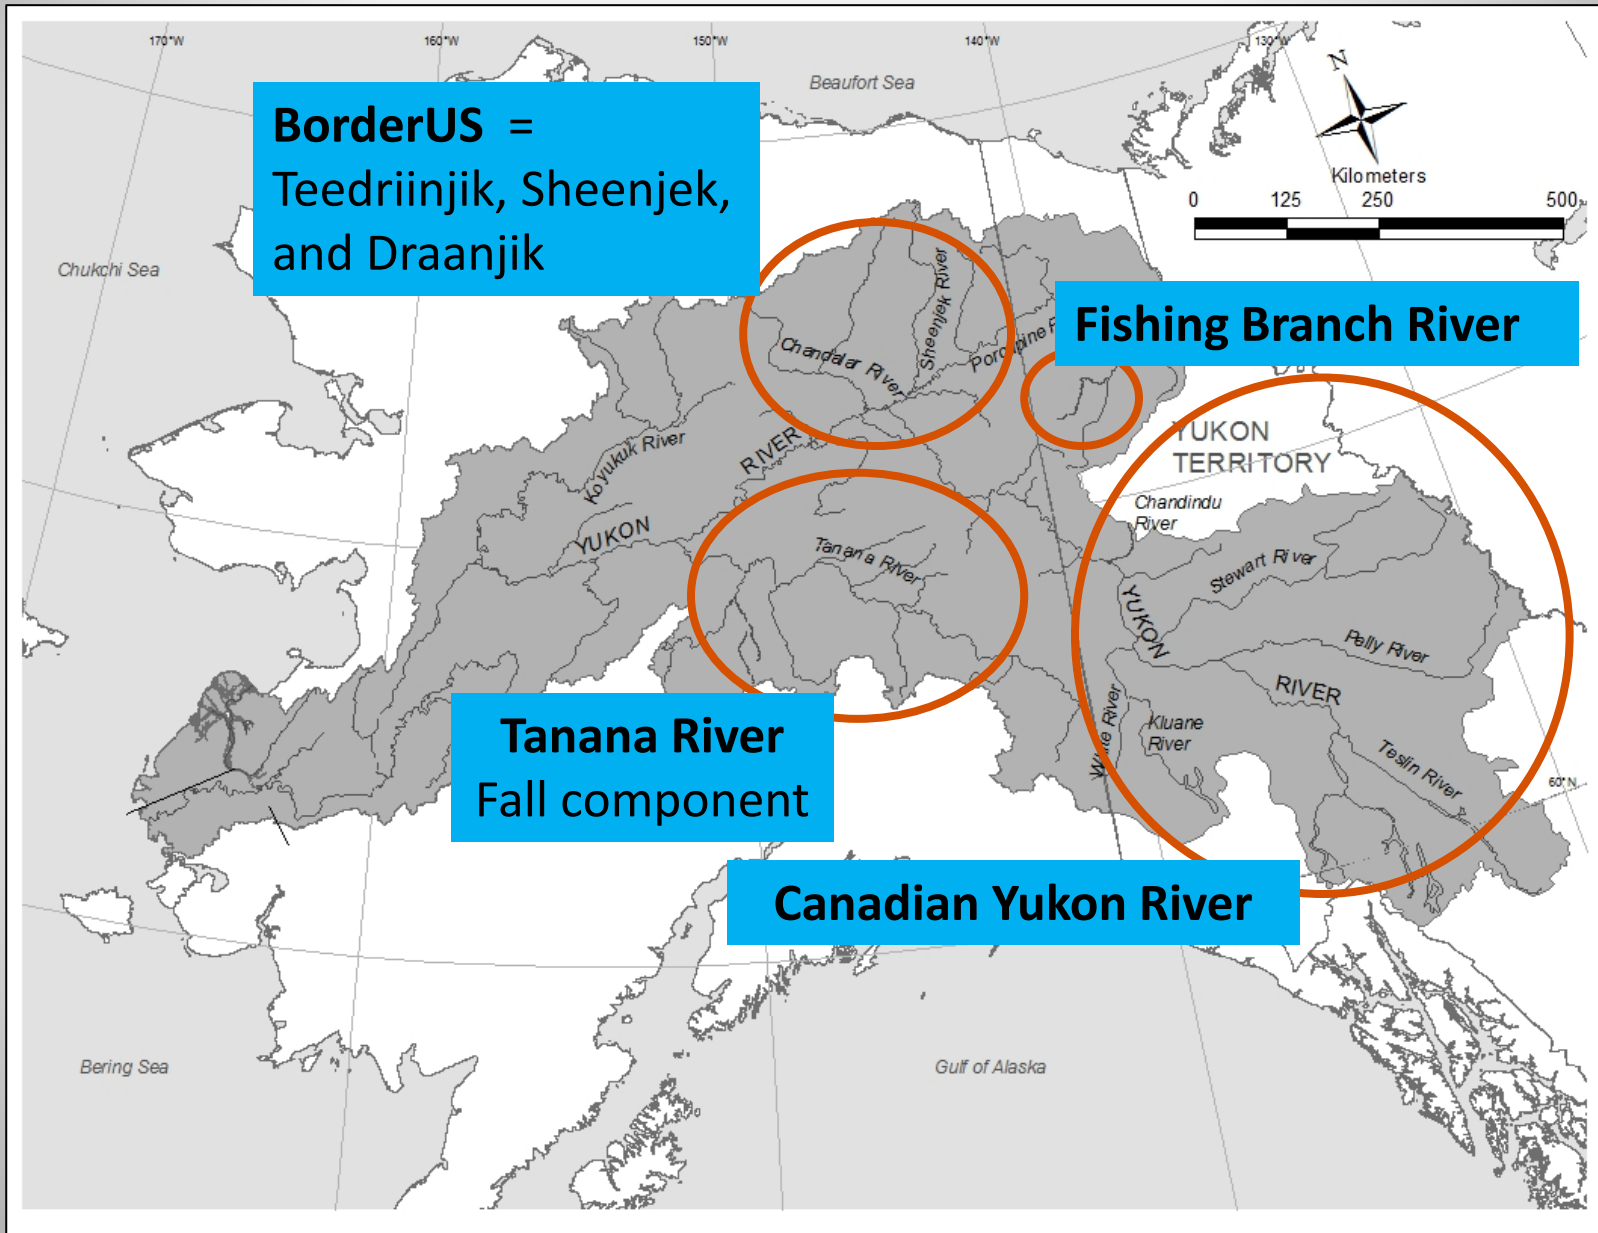 170°W
160°W
150°W
140°W
130°W
N
Beaufort Sea
BorderUS =
Teedriinjik, Sheenjek,
and Draanjik
Kilometers
0 125 250 500
Chukchi Sea
Sheenjek River
Fishing Branch River
Chandalar River
YUKON
TERRITORY
Koyukuk River
RIVER
YUKON
Chandindu
River
Tanana River
Stewart River
YUKON
Pelly River
RIVER
White River
Kluane
River
Teslin River
60°N
Tanana River
Fall component
Canadian Yukon River
Bering Sea
Gulf of Alaska